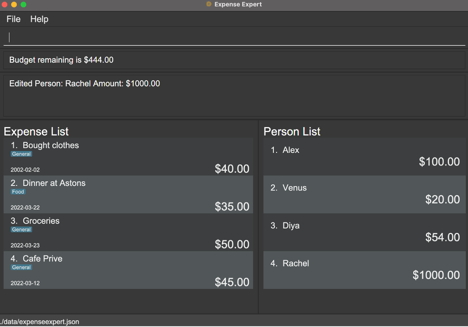 Expense Expert
File Help
Budget remaining is $444.00
Edited Person: Rachel Amount: $1000.00
Expense List
1. Bought clothes
General
2002-02-02
$40.00
2. Dinner at Astons
Food
2022-03-22
$35.00
3. Groceries
General
2022-03-23
$50.00
4. Cafe Prive
General
2022-03-12
$45.00
Person List
1. Alex
$100.00
2. Venus
$20.00
3. Diya
$54.00
4. Rachel
$1000.00
./data/expenseexpert.json